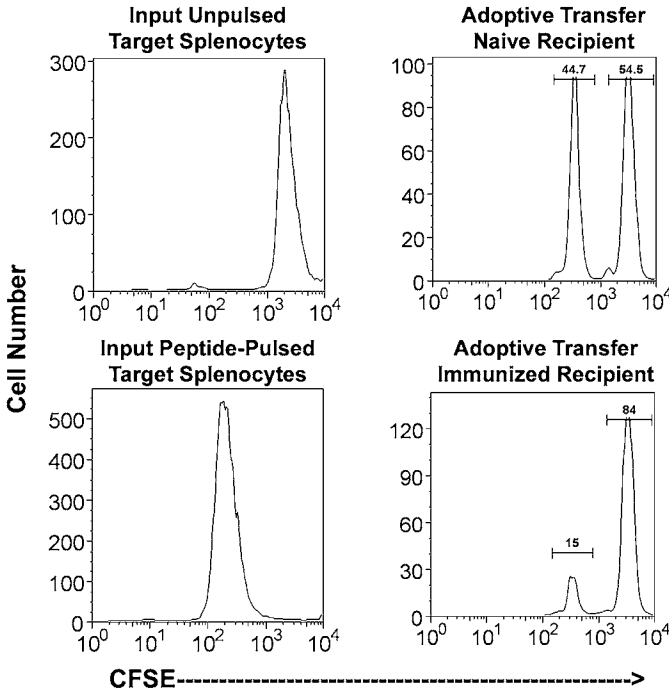 Input Unpulsed
Target Splenocytes
Adoptive Transfer
Naive Recipient
300
200
100
0
10^0 10^1 10^2 10^3 10^4
44.7 54.5
100
80
60
40
20
0
10^0 10^1 10^2 10^3 10^4
Cell Number
Input Peptide-Pulsed
Target Splenocytes
Adoptive Transfer
Immunized Recipient
500
400
300
200
100
0
10^0 10^1 10^2 10^3 10^4
84
15
120
90
60
30
0
10^0 10^1 10^2 10^3 10^4
CFSE-------------------------------------------------->